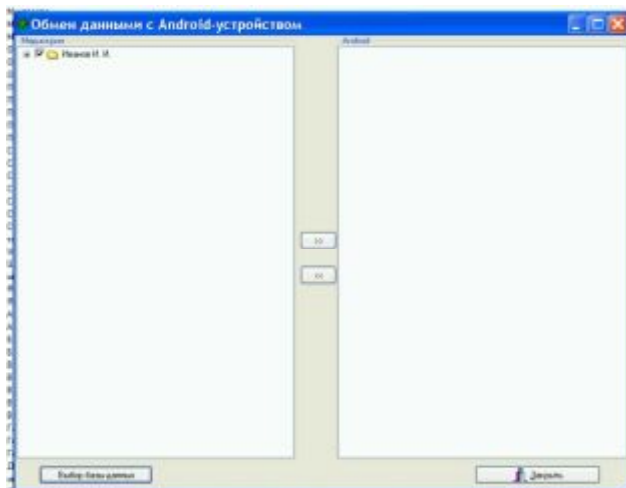 Обмен данными с Android-устройством
Android
Иванов И. И.
>>
<<
Выбор базы данных
Закрыть